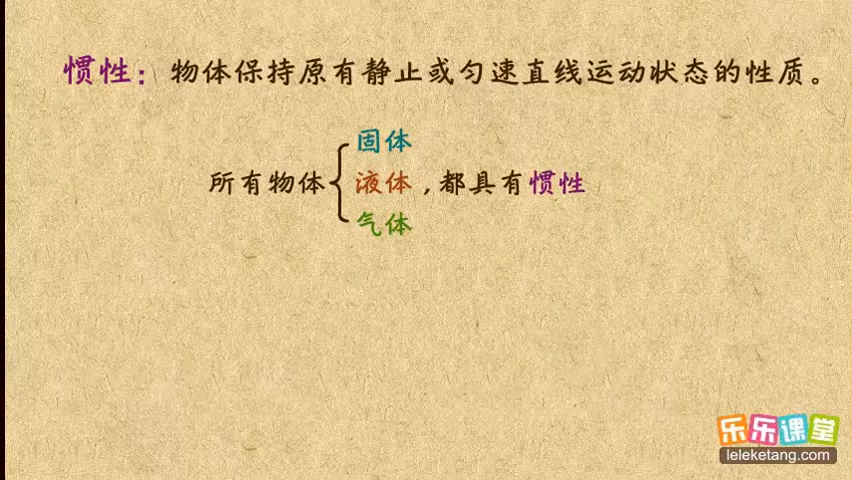 惯性：物体保持原有静止或匀速直线运动状态的性质。
固体
所有物体{液体，都具有惯性
气体
乐乐课堂
leleketang.com